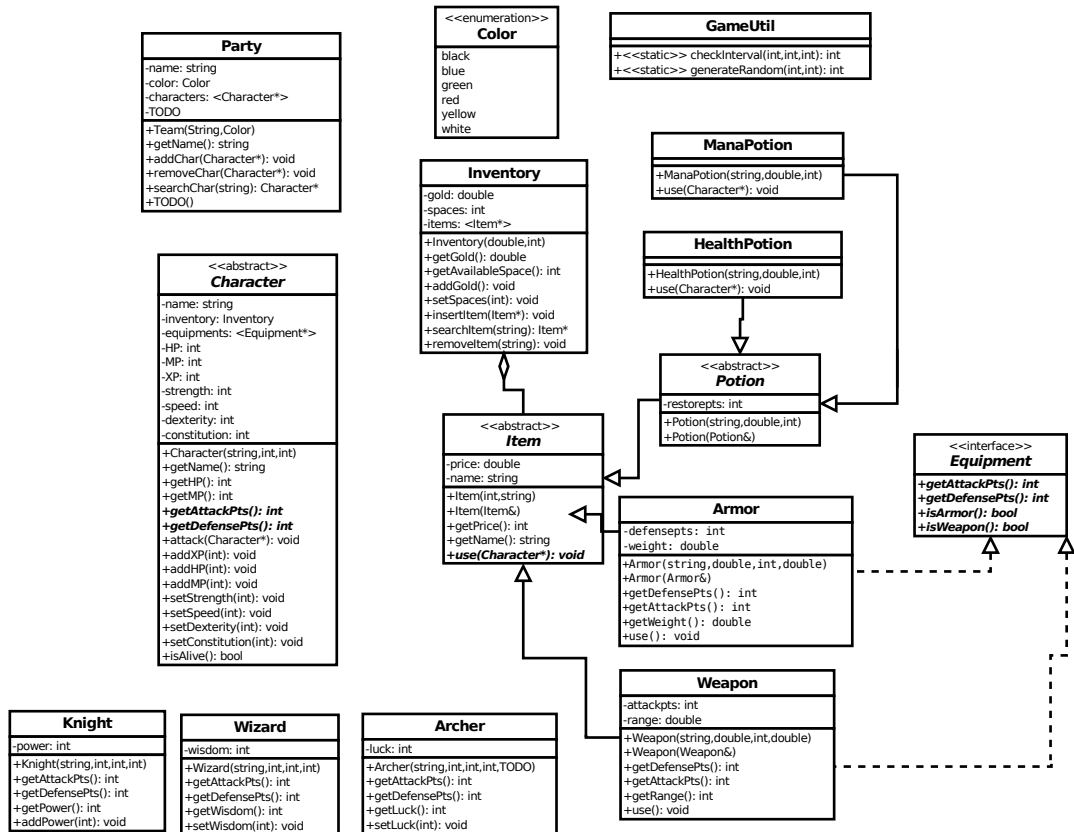 Party
-name: string
-color: Color
-characters: <Character*>
-TODO
+Team(String,Color)
+getName(): string
+addChar(Character*): void
+removeChar(Character*): void
+searchChar(string): Character*
+TODO()
<<enumeration>>
Color
black
blue
green
red
yellow
white
GameUtil
+<<static>> checkInterval(int,int,int): int
+<<static>> generateRandom(int,int): int
ManaPotion
+ManaPotion(string,double,int)
+use(Character*): void
Inventory
-gold: double
-spaces: int
-items: <Item*>
+Inventory(double,int)
+getGold(): double
+getAvailableSpace(): int
+addGold(): void
+setSpaces(int): void
+insertItem(Item*): void
+searchItem(string): Item*
+removeItem(string): void
HealthPotion
+HealthPotion(string,double,int)
+use(Character*): void
<<abstract>>
Character
-name: string
-inventory: Inventory
-equipments: <Equipment*>
-HP: int
-MP: int
-XP: int
-strength: int
-speed: int
-dexterity: int
-constitution: int
+Character(string,int,int)
+getName(): string
+getHP(): int
+getMP(): int
+getAttackPts(): int
+getDefensePts(): int
+attack(Character*): void
+addXP(int): void
+addHP(int): void
+addMP(int): void
+setStrength(int): void
+setSpeed(int): void
+setDexterity(int): void
+setConstitution(int): void
+isAlive(): bool
<<abstract>>
Potion
-restorepts: int
+Potion(string,double,int)
+Potion(Potion&)
<<abstract>>
Item
-price: double
-name: string
+Item(int,string)
+Item(Item&)
+getPrice(): int
+getName(): string
+use(Character*): void
<<interface>>
Equipment
+getAttackPts(): int
+getDefensePts(): int
+isArmor(): bool
+isWeapon(): bool
Armor
-defensepts: int
-weight: double
+Armor(string,double,int,double)
+Armor(Armor&)
+getDefensePts(): int
+getAttackPts(): int
+getWeight(): double
+use(): void
Weapon
-attackpts: int
-range: double
+Weapon(string,double,int,double)
+Weapon(Weapon&)
+getDefensePts(): int
+getAttackPts(): int
+getRange(): int
+use(): void
Knight
-power: int
+Knight(string,int,int,int)
+getAttackPts(): int
+getDefensePts(): int
+getPower(): int
+addPower(int): void
Wizard
-wisdom: int
+Wizard(string,int,int,int)
+getAttackPts(): int
+getDefensePts(): int
+getWisdom(): int
+setWisdom(int): void
Archer
-luck: int
+Archer(string,int,int,int,TODO)
+getAttackPts(): int
+getDefensePts(): int
+getLuck(): int
+setLuck(int): void